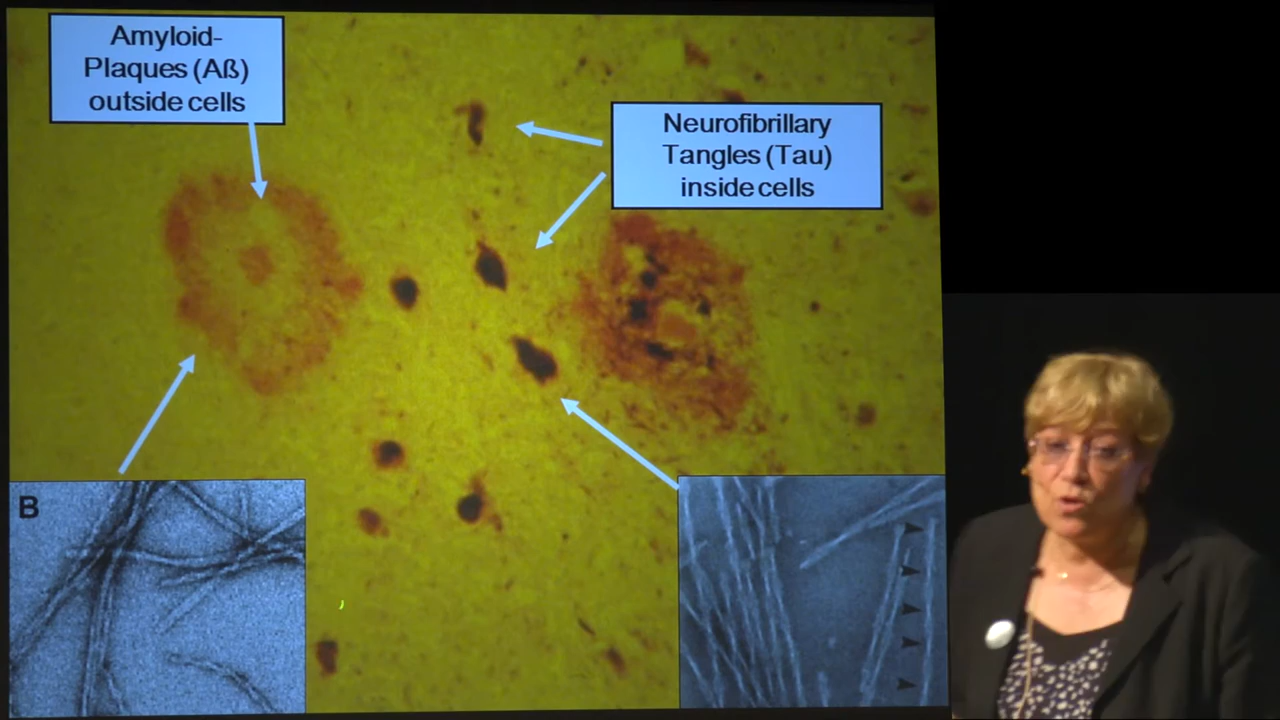 Amyloid-
Plaques (Aß)
outside cells
Neurofibrillary
Tangles (Tau)
inside cells
B